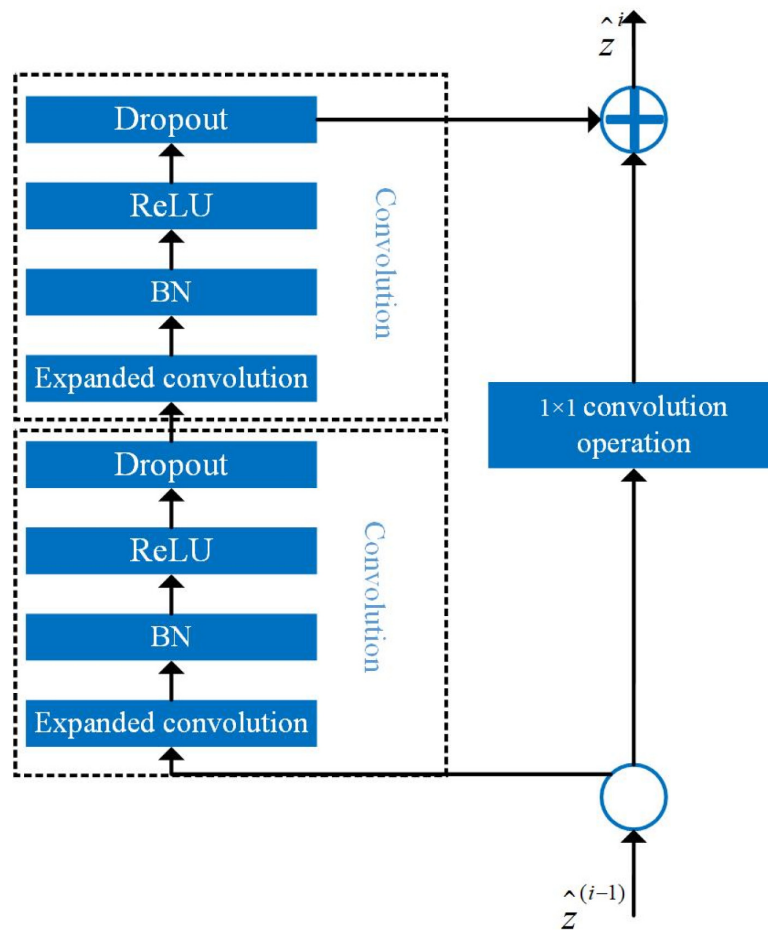 ẑ^i
Dropout
ReLU
BN
Expanded convolution
Convolution
1×1 convolution
operation
Dropout
ReLU
BN
Expanded convolution
Convolution
ẑ^(i−1)